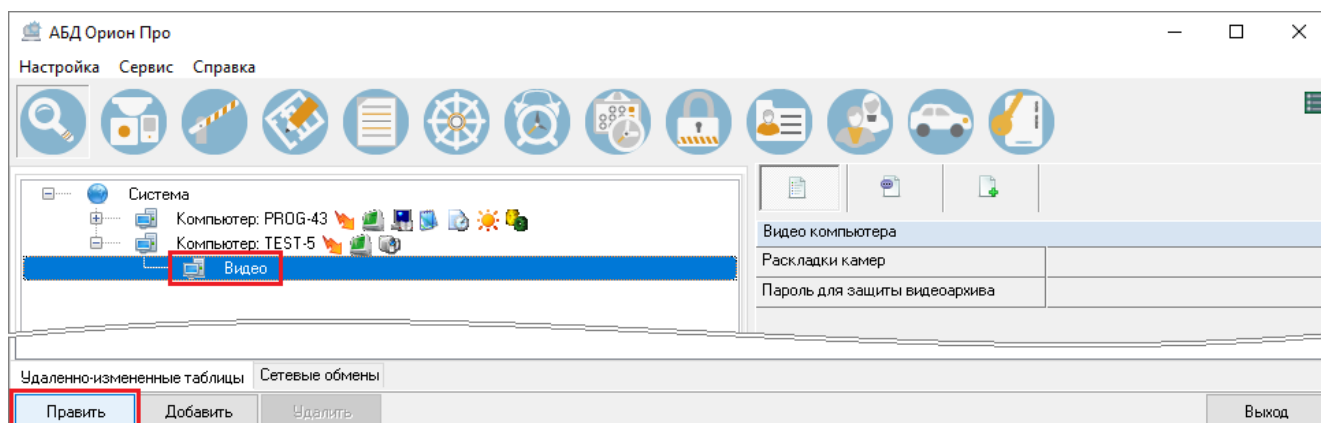 АБД Орион Про
Настройка Сервис Справка
Система
Компьютер: PROG-43
Компьютер: TEST-5
Видео
Видео компьютера
Раскладки камер
Пароль для защиты видеоархива
Удаленно-измененные таблицы Сетевые обмены
Править Добавить Удалить Выход